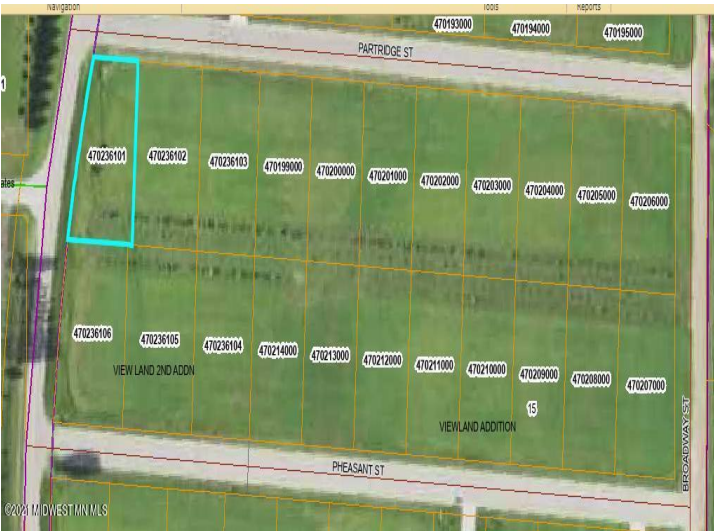 Navigation Tools Reports
470193000 470194000 470195000
PARTRIDGE ST
1
470236101 470236102 470236103 470199000 470200000 470201000 470202000 470203000 470204000 470205000 470206000
ates
470236106 470236105 470236104 470214000 470213000 470212000 470211000 470210000 470209000 470208000 470207000
VIEW LAND 2ND ADDN
15
VIEWLAND ADDITION
BROADWAY ST
PHEASANT ST
©2021 MIDWEST MN MLS